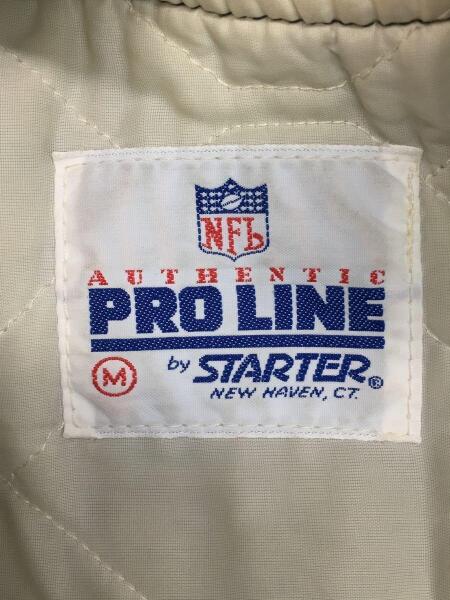 NFL
AUTHENTIC
PRO LINE
M by STARTER®
NEW HAVEN, CT.